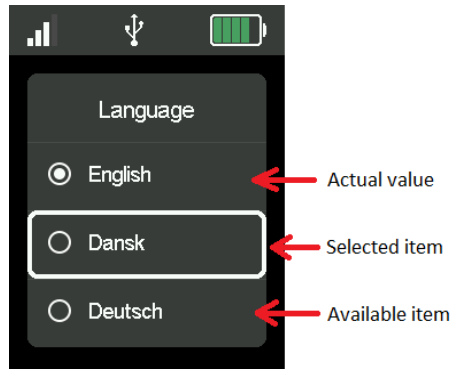 Language
English
Actual value
Dansk
Selected item
Deutsch
Available item